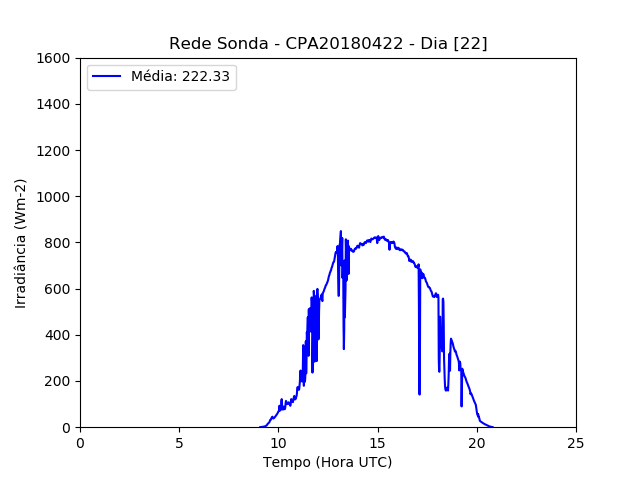 Rede Sonda - CPA20180422 - Dia [22]
Média: 222.33
Irradiância (Wm-2)
1600
1400
1200
1000
800
600
400
200
0
0 5 10 15 20 25
Tempo (Hora UTC)